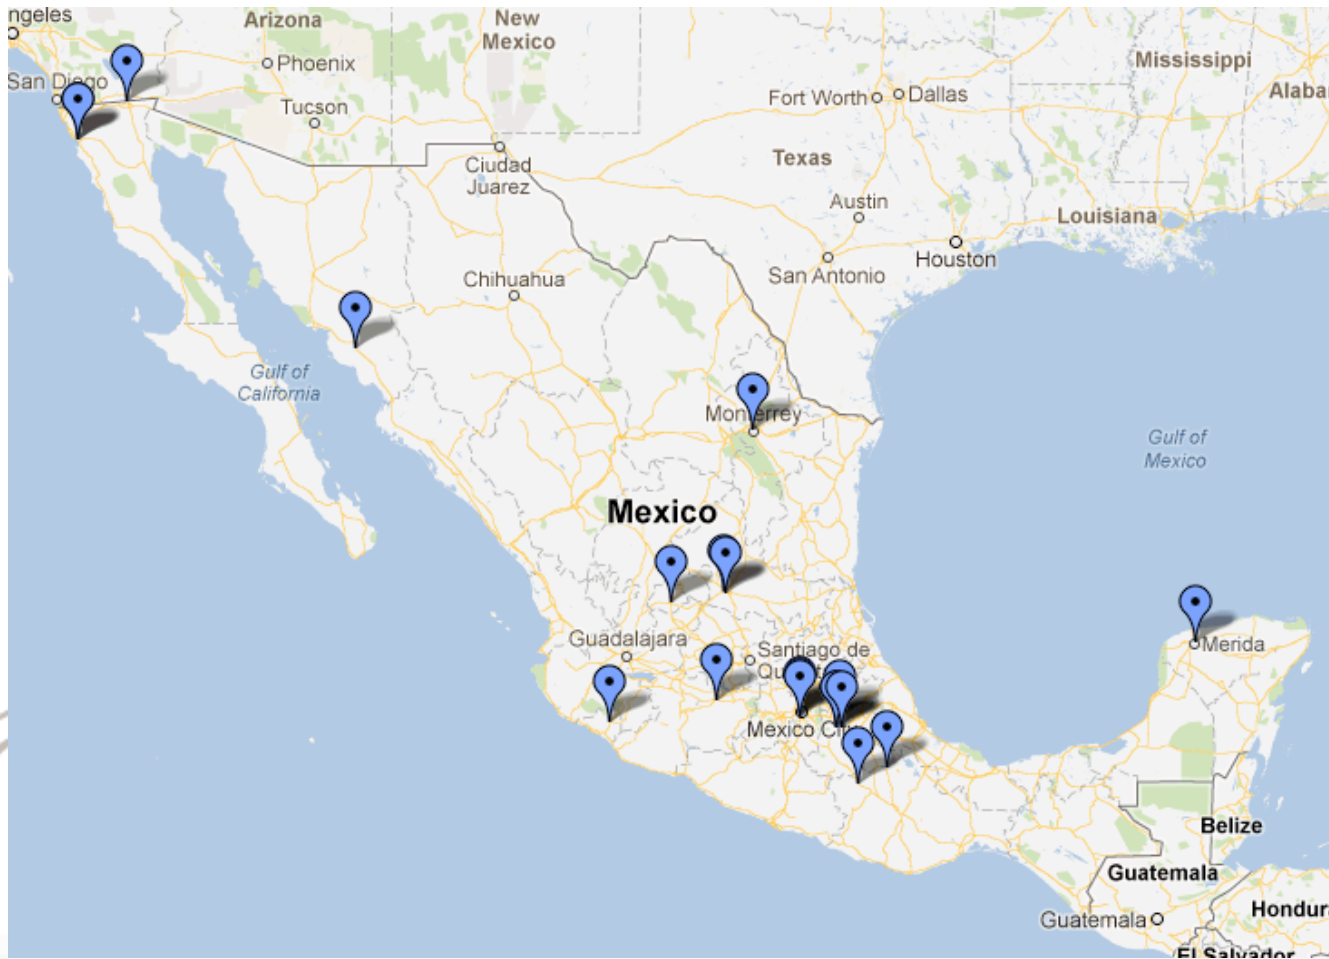 ngeles
Arizona
New
Mexico
Mississippi
Phoenix
San Diego
Fort Worth
Dallas
Alaba
Tucson
Texas
Ciudad
Juarez
Austin
Louisiana
Houston
San Antonio
Chihuahua
Gulf of
California
Monterrey
Gulf of
Mexico
Mexico
Guadalajara
Santiago de
Merida
Mexico City
Belize
Guatemala
Hondur
Guatemala
El Salvador